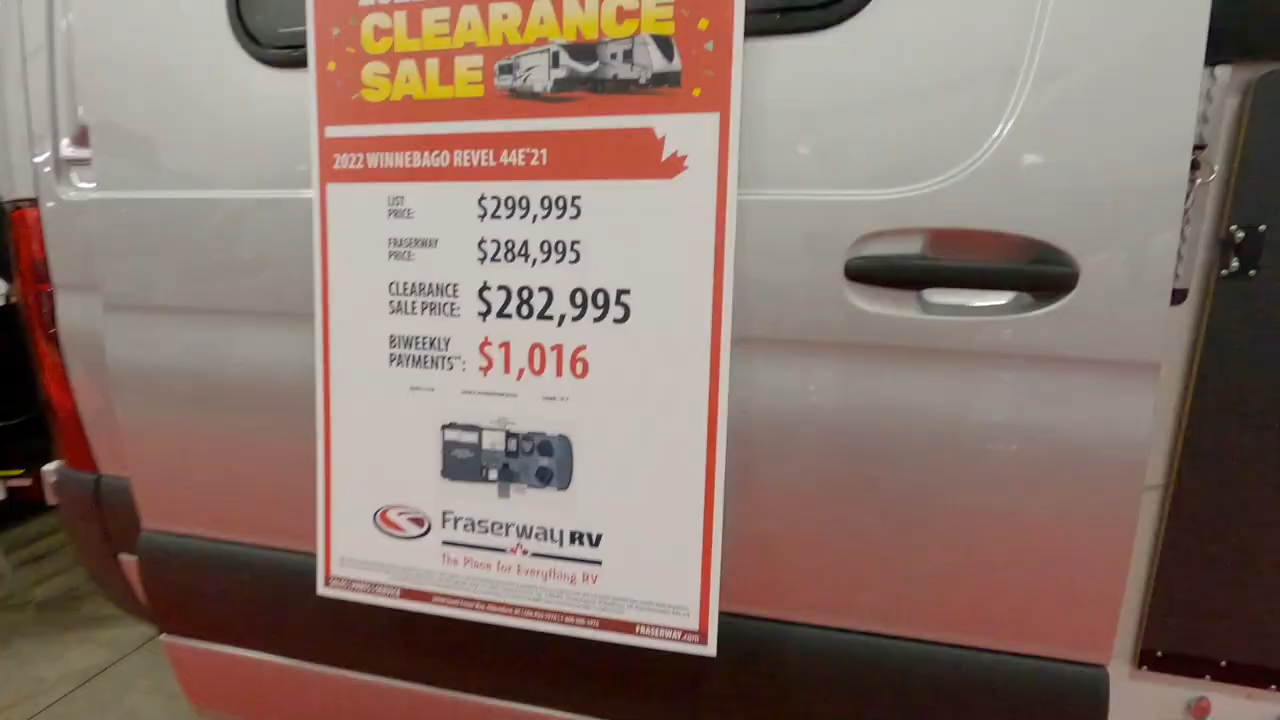 CLEARANCE
SALE
2022 WINNEBAGO REVEL 44E*21
LIST
PRICE:
$299,995
FRASERWAY
PRICE:
$284,995
CLEARANCE
SALE PRICE:
$282,995
BIWEEKLY
PAYMENTS**:
$1,016
Fraserway RV
The Place for Everything RV
FRASERWAY.com